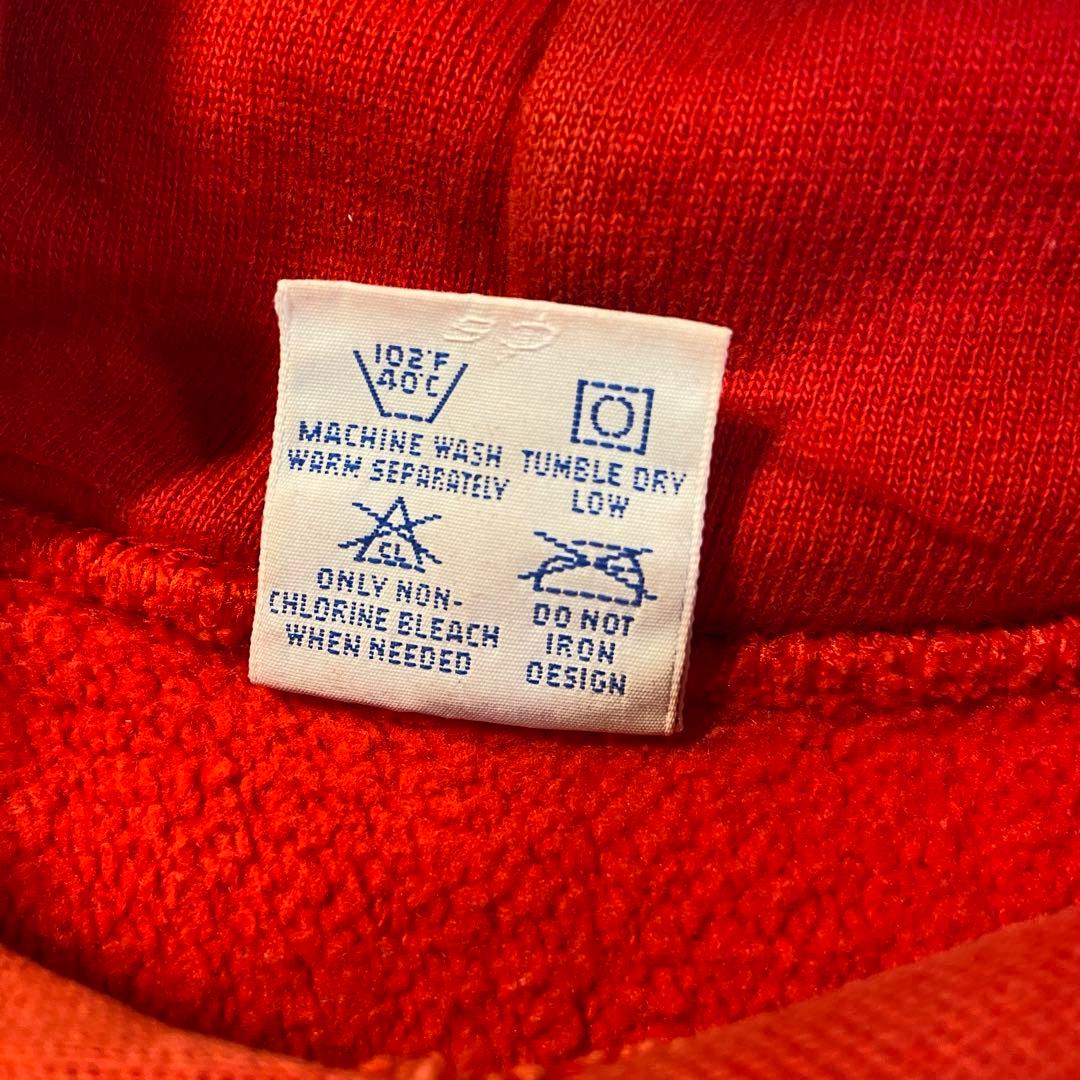 102°F
40°C
MACHINE WASH
WARM SEPARATELY
TUMBLE DRY
LOW
CL
ONLY NON-
CHLORINE BLEACH
WHEN NEEDED
DO NOT
IRON
DESIGN